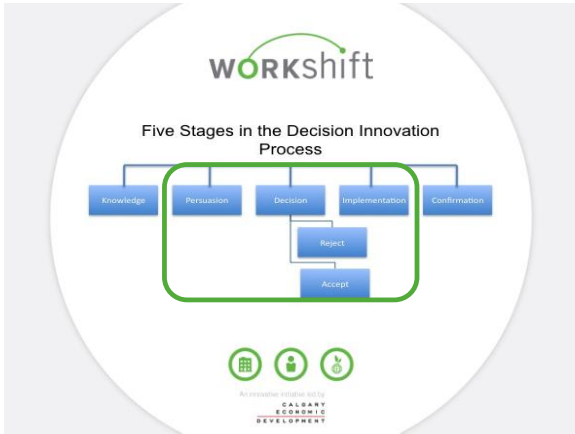 WORKshift
Five Stages in the Decision Innovation
Process
Knowledge
Persuasion
Decision
Implementation
Confirmation
Reject
Accept
An innovative initiative led by
CALGARY
ECONOMIC
DEVELOPMENT